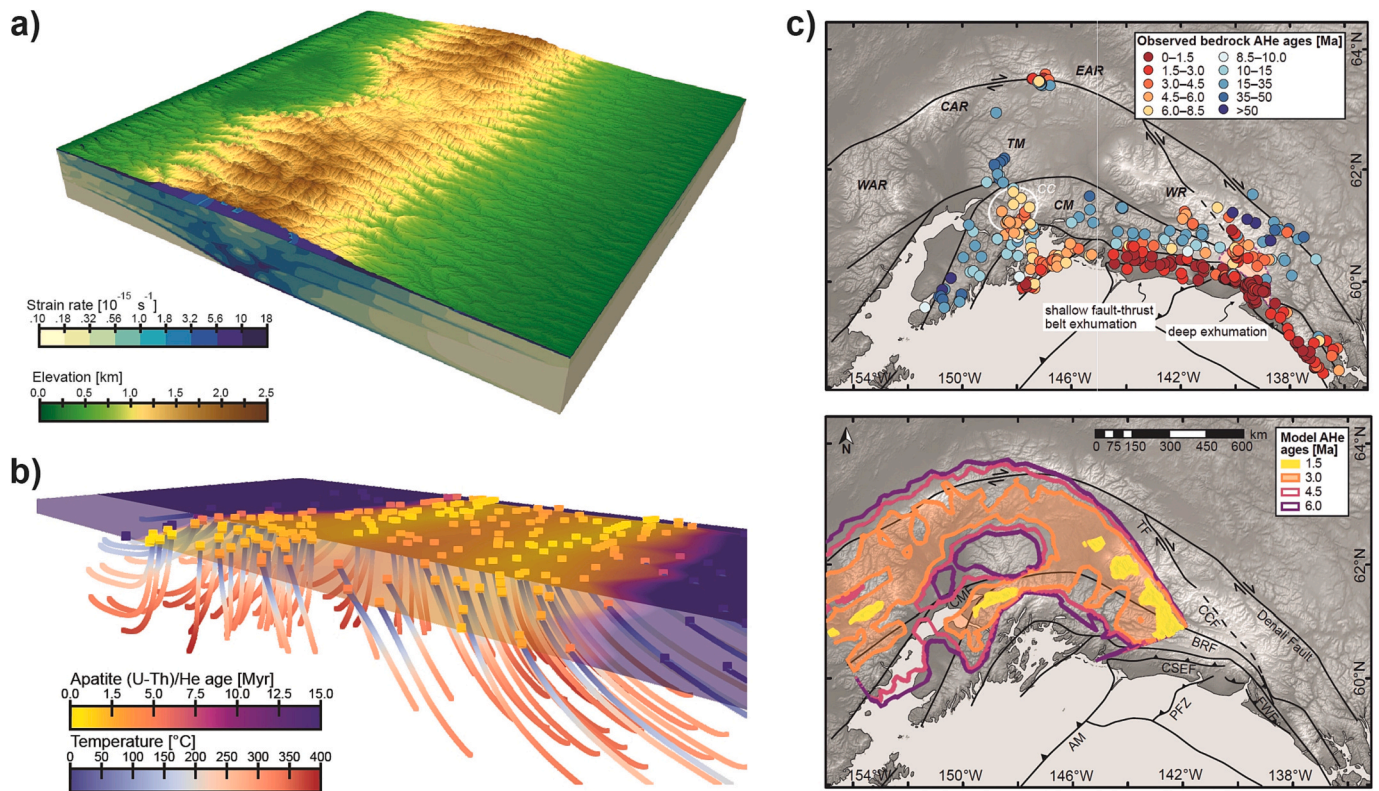 a)
Strain rate [10⁻¹⁵ s⁻¹]
.10 .18 .32 .56 1.0 1.8 3.2 5.6 10 18
Elevation [km]
0.0 0.5 1.0 1.5 2.0 2.5
b)
Apatite (U-Th)/He age [Myr]
0.0 1.5 5.0 7.5 10.0 12.5 15.0
Temperature [°C]
0 50 100 150 200 250 300 350 400
c)
Observed bedrock AHe ages [Ma]
0–1.5 8.5–10.0
1.5–3.0 10–15
3.0–4.5 15–35
4.5–6.0 35–50
6.0–8.5 >50
64°N
EAR
CAR
TM
62°N
WAR
CC
WR
CM
60°N
shallow fault-thrust
belt exhumation
deep exhumation
154°W 150°W 146°W 142°W 138°W
N
0 75 150 300 450 600 km
Model AHe
ages [Ma]
1.5
3.0
4.5
6.0
64°N
TF
62°N
CCF
Denali Fault
BRF
CSEF
60°N
PFZ
AM
154°W 150°W 146°W 142°W 138°W